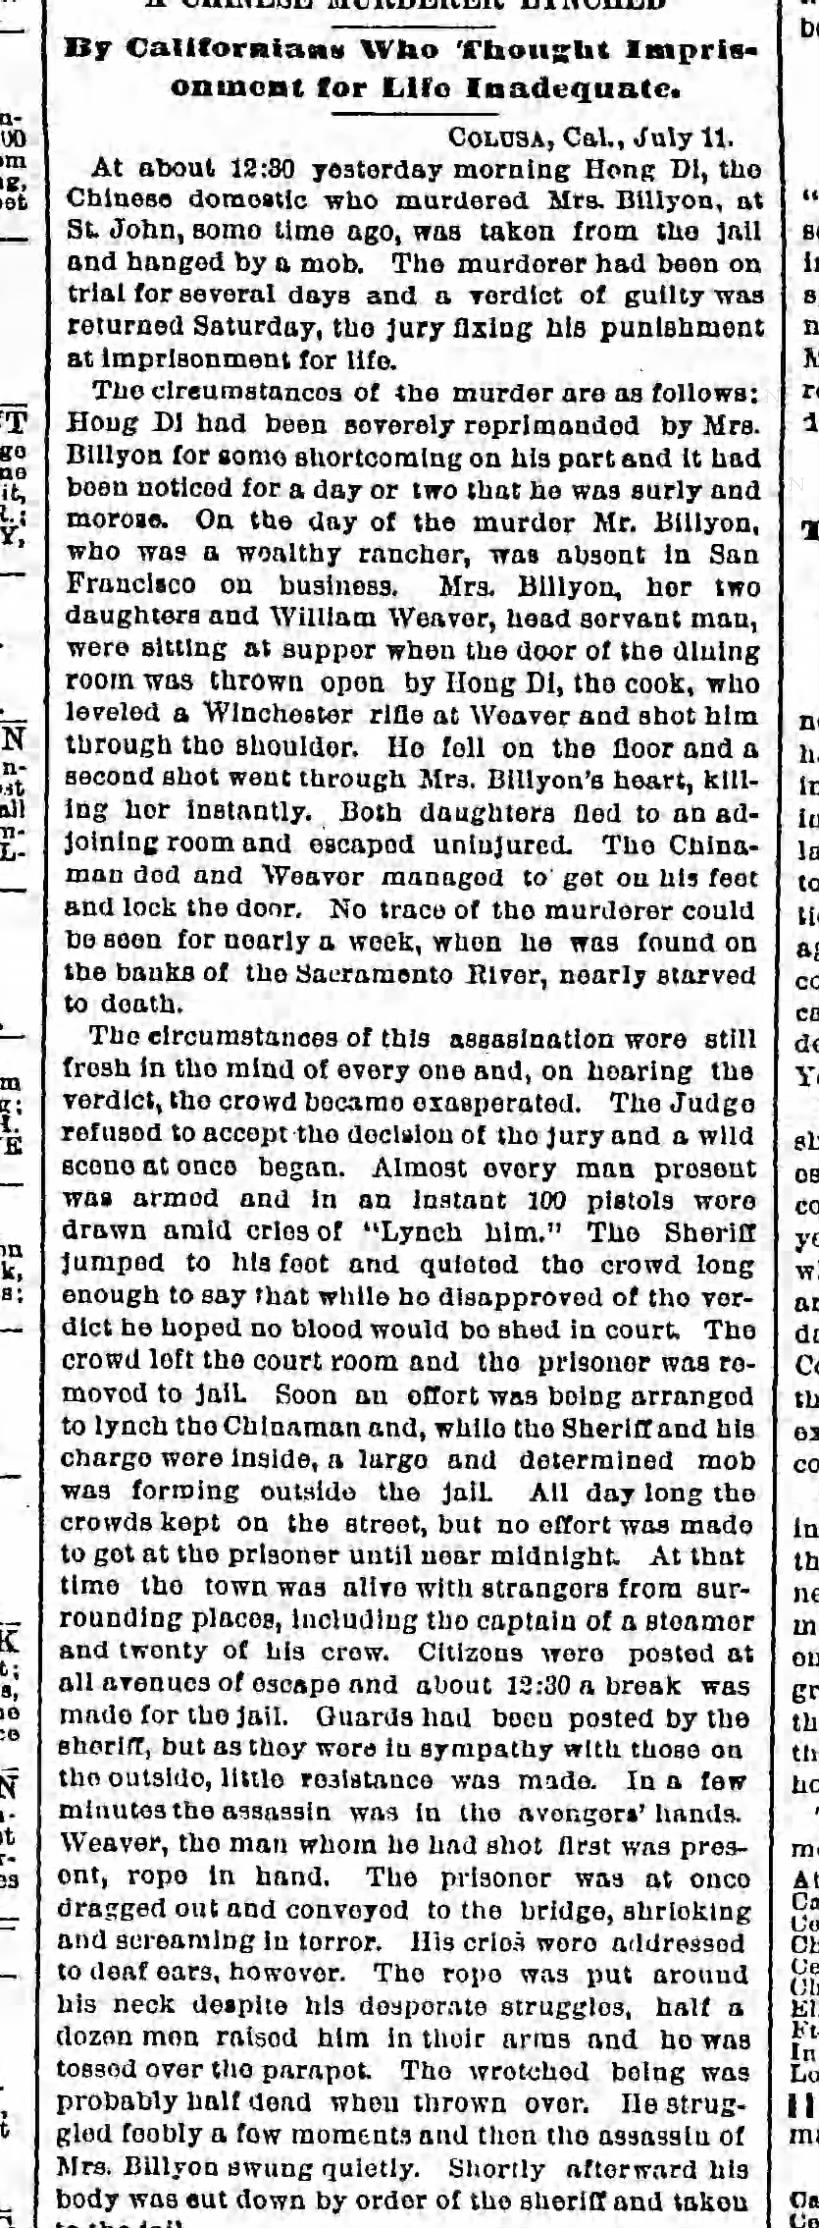 A CHINESE MURDERER LYNCHED
By Californians Who Thought Impris-
onment for Life Inadequate.
COLUSA, Cal., July 11.
At about 12:30 yesterday morning Hong Di, the
Chinese domestic who murdered Mrs. Billyon, at
St. John, some time ago, was taken from the jail
and hanged by a mob. The murderer had been on
trial for several days and a verdict of guilty was
returned Saturday, the jury fixing his punishment
at imprisonment for life.
The circumstances of the murder are as follows:
Hong Di had been severely reprimanded by Mrs.
Billyon for some shortcoming on his part and it had
been noticed for a day or two that he was surly and
morose. On the day of the murder Mr. Billyon,
who was a wealthy rancher, was absent in San
Francisco on business. Mrs. Billyon, her two
daughters and William Weaver, head servant man,
were sitting at supper when the door of the dining
room was thrown open by Hong Di, the cook, who
leveled a Winchester rifle at Weaver and shot him
through the shoulder. He fell on the floor and a
second shot went through Mrs. Billyon's heart, kill-
ing her instantly. Both daughters fled to an ad-
joining room and escaped uninjured. The China-
man ded and Weaver managed to get on his feet
and lock the door. No trace of the murderer could
be seen for nearly a week, when he was found on
the banks of the Sacramento River, nearly starved
to death.
The circumstances of this assasination were still
fresh in the mind of every one and, on hearing the
verdict, the crowd became exasperated. The Judge
refused to accept the decision of the jury and a wild
scene at once began. Almost every man present
was armed and in an instant 100 pistols were
drawn amid cries of "Lynch him." The Sheriff
jumped to his feet and quieted the crowd long
enough to say that while he disapproved of the ver-
dict he hoped no blood would be shed in court. The
crowd left the court room and the prisoner was re-
moved to jail. Soon an effort was being arranged
to lynch the Chinaman and, while the Sheriff and his
charge were inside, a large and determined mob
was forming outside the jail. All day long the
crowds kept on the street, but no effort was made
to get at the prisoner until near midnight. At that
time the town was alive with strangers from sur-
rounding places, including the captain of a steamer
and twenty of his crew. Citizens were posted at
all avenues of escape and about 12:30 a break was
made for the jail. Guards had been posted by the
sheriff, but as they were in sympathy with those on
the outside, little resistance was made. In a few
minutes the assassin was in the avengers' hands.
Weaver, the man whom he had shot first was pres-
ent, rope in hand. The prisoner was at once
dragged out and conveyed to the bridge, shrieking
and screaming in terror. His cries were addressed
to deaf ears, however. The rope was put around
his neck despite his desperate struggles, half a
dozen men raised him in their arms and he was
tossed over the parapet. The wretched being was
probably half dead when thrown over. He strug-
gled feebly a few moments and then the assassin of
Mrs. Billyon swung quietly. Shortly afterward his
body was cut down by order of the sheriff and taken
to the jail.